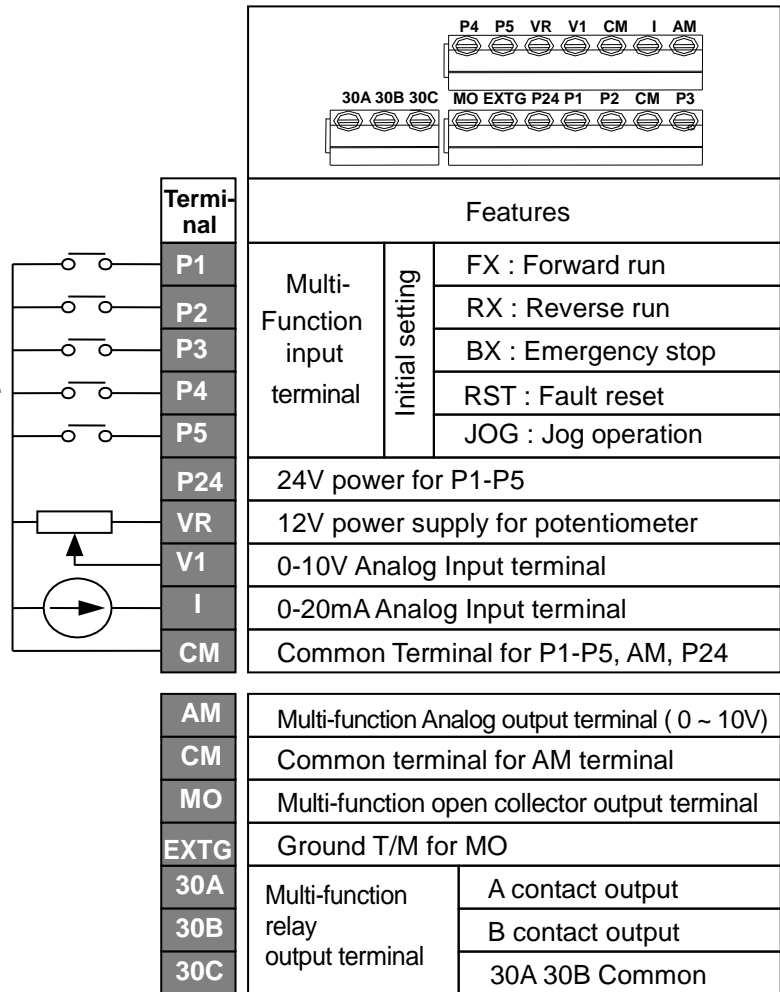 P4 P5 VR V1 CM I AM
30A 30B 30C MO EXTG P24 P1 P2 CM P3
Termi-
nal
Features
P1
P2
P3
P4
P5
Multi-
Function
input
terminal
Initial setting
FX : Forward run
RX : Reverse run
BX : Emergency stop
RST : Fault reset
JOG : Jog operation
P24 24V power for P1-P5
VR 12V power supply for potentiometer
V1 0-10V Analog Input terminal
I 0-20mA Analog Input terminal
CM Common Terminal for P1-P5, AM, P24
AM Multi-function Analog output terminal ( 0 ~ 10V)
CM Common terminal for AM terminal
MO Multi-function open collector output terminal
EXTG Ground T/M for MO
30A
30B
30C
Multi-function
relay
output terminal
A contact output
B contact output
30A 30B Common